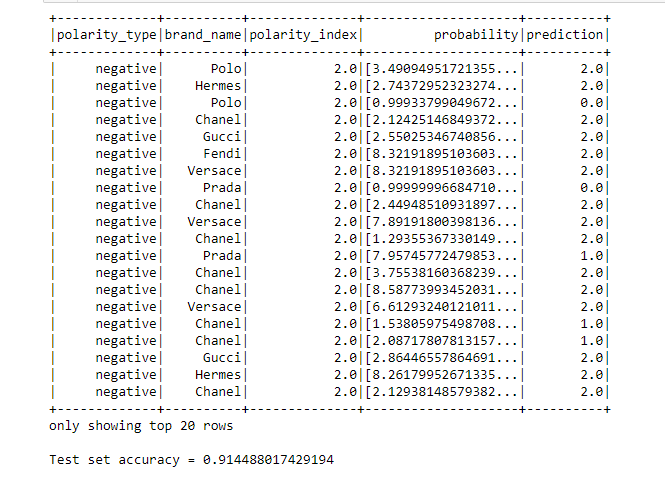 +-------------+----------+--------------+--------------------+----------+
|polarity_type|brand_name|polarity_index|         probability|prediction|
+-------------+----------+--------------+--------------------+----------+
|     negative|      Polo|           2.0|[3.49094951721355...|       2.0|
|     negative|    Hermes|           2.0|[2.74372952323274...|       2.0|
|     negative|      Polo|           2.0|[0.99933799049672...|       0.0|
|     negative|    Chanel|           2.0|[2.12425146849372...|       2.0|
|     negative|     Gucci|           2.0|[2.55025346740856...|       2.0|
|     negative|     Fendi|           2.0|[8.32191895103603...|       2.0|
|     negative|   Versace|           2.0|[8.32191895103603...|       2.0|
|     negative|     Prada|           2.0|[0.99999996684710...|       0.0|
|     negative|    Chanel|           2.0|[2.44948510931897...|       2.0|
|     negative|   Versace|           2.0|[7.89191800398136...|       2.0|
|     negative|    Chanel|           2.0|[1.29355367330149...|       2.0|
|     negative|     Prada|           2.0|[7.95745772479853...|       1.0|
|     negative|    Chanel|           2.0|[3.75538160368239...|       2.0|
|     negative|    Chanel|           2.0|[8.58773993452031...|       2.0|
|     negative|   Versace|           2.0|[6.61293240121011...|       2.0|
|     negative|    Chanel|           2.0|[1.53805975498708...|       1.0|
|     negative|    Chanel|           2.0|[2.08717807813157...|       1.0|
|     negative|     Gucci|           2.0|[2.86446557864691...|       2.0|
|     negative|    Hermes|           2.0|[8.26179952671335...|       2.0|
|     negative|    Chanel|           2.0|[2.12938148579382...|       2.0|
+-------------+----------+--------------+--------------------+----------+
only showing top 20 rows
Test set accuracy = 0.914488017429194